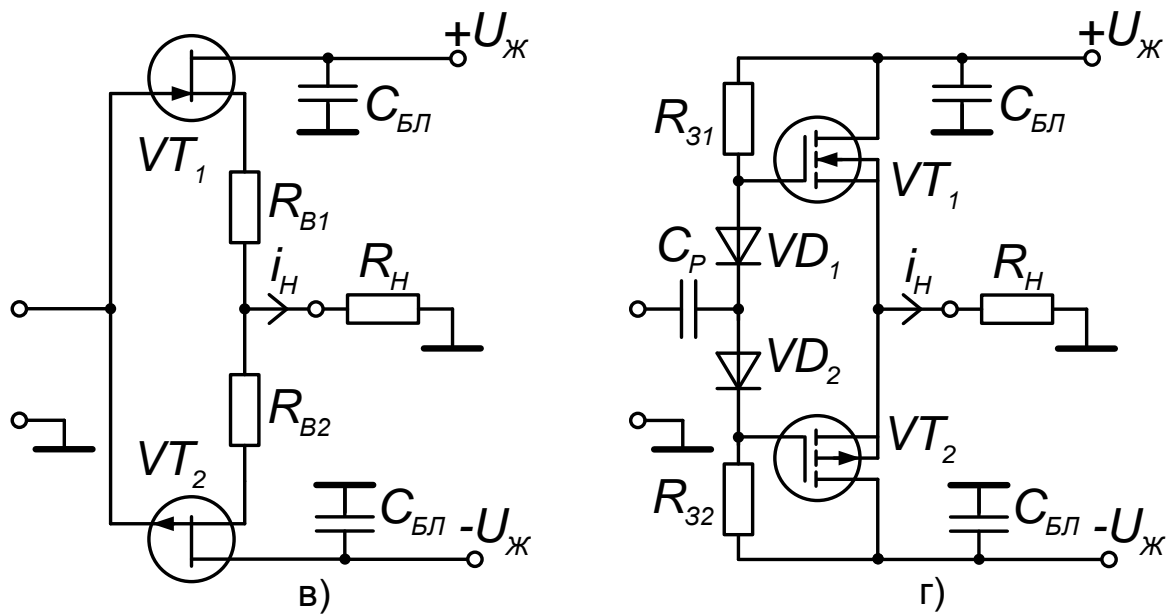 +Uж
CБЛ
VT1
RВ1
iН
RН
RВ2
VT2
CБЛ
-Uж
в)
+Uж
RЗ1
CБЛ
VT1
CР
VD1
iН
RН
VD2
VT2
RЗ2
CБЛ
-Uж
г)